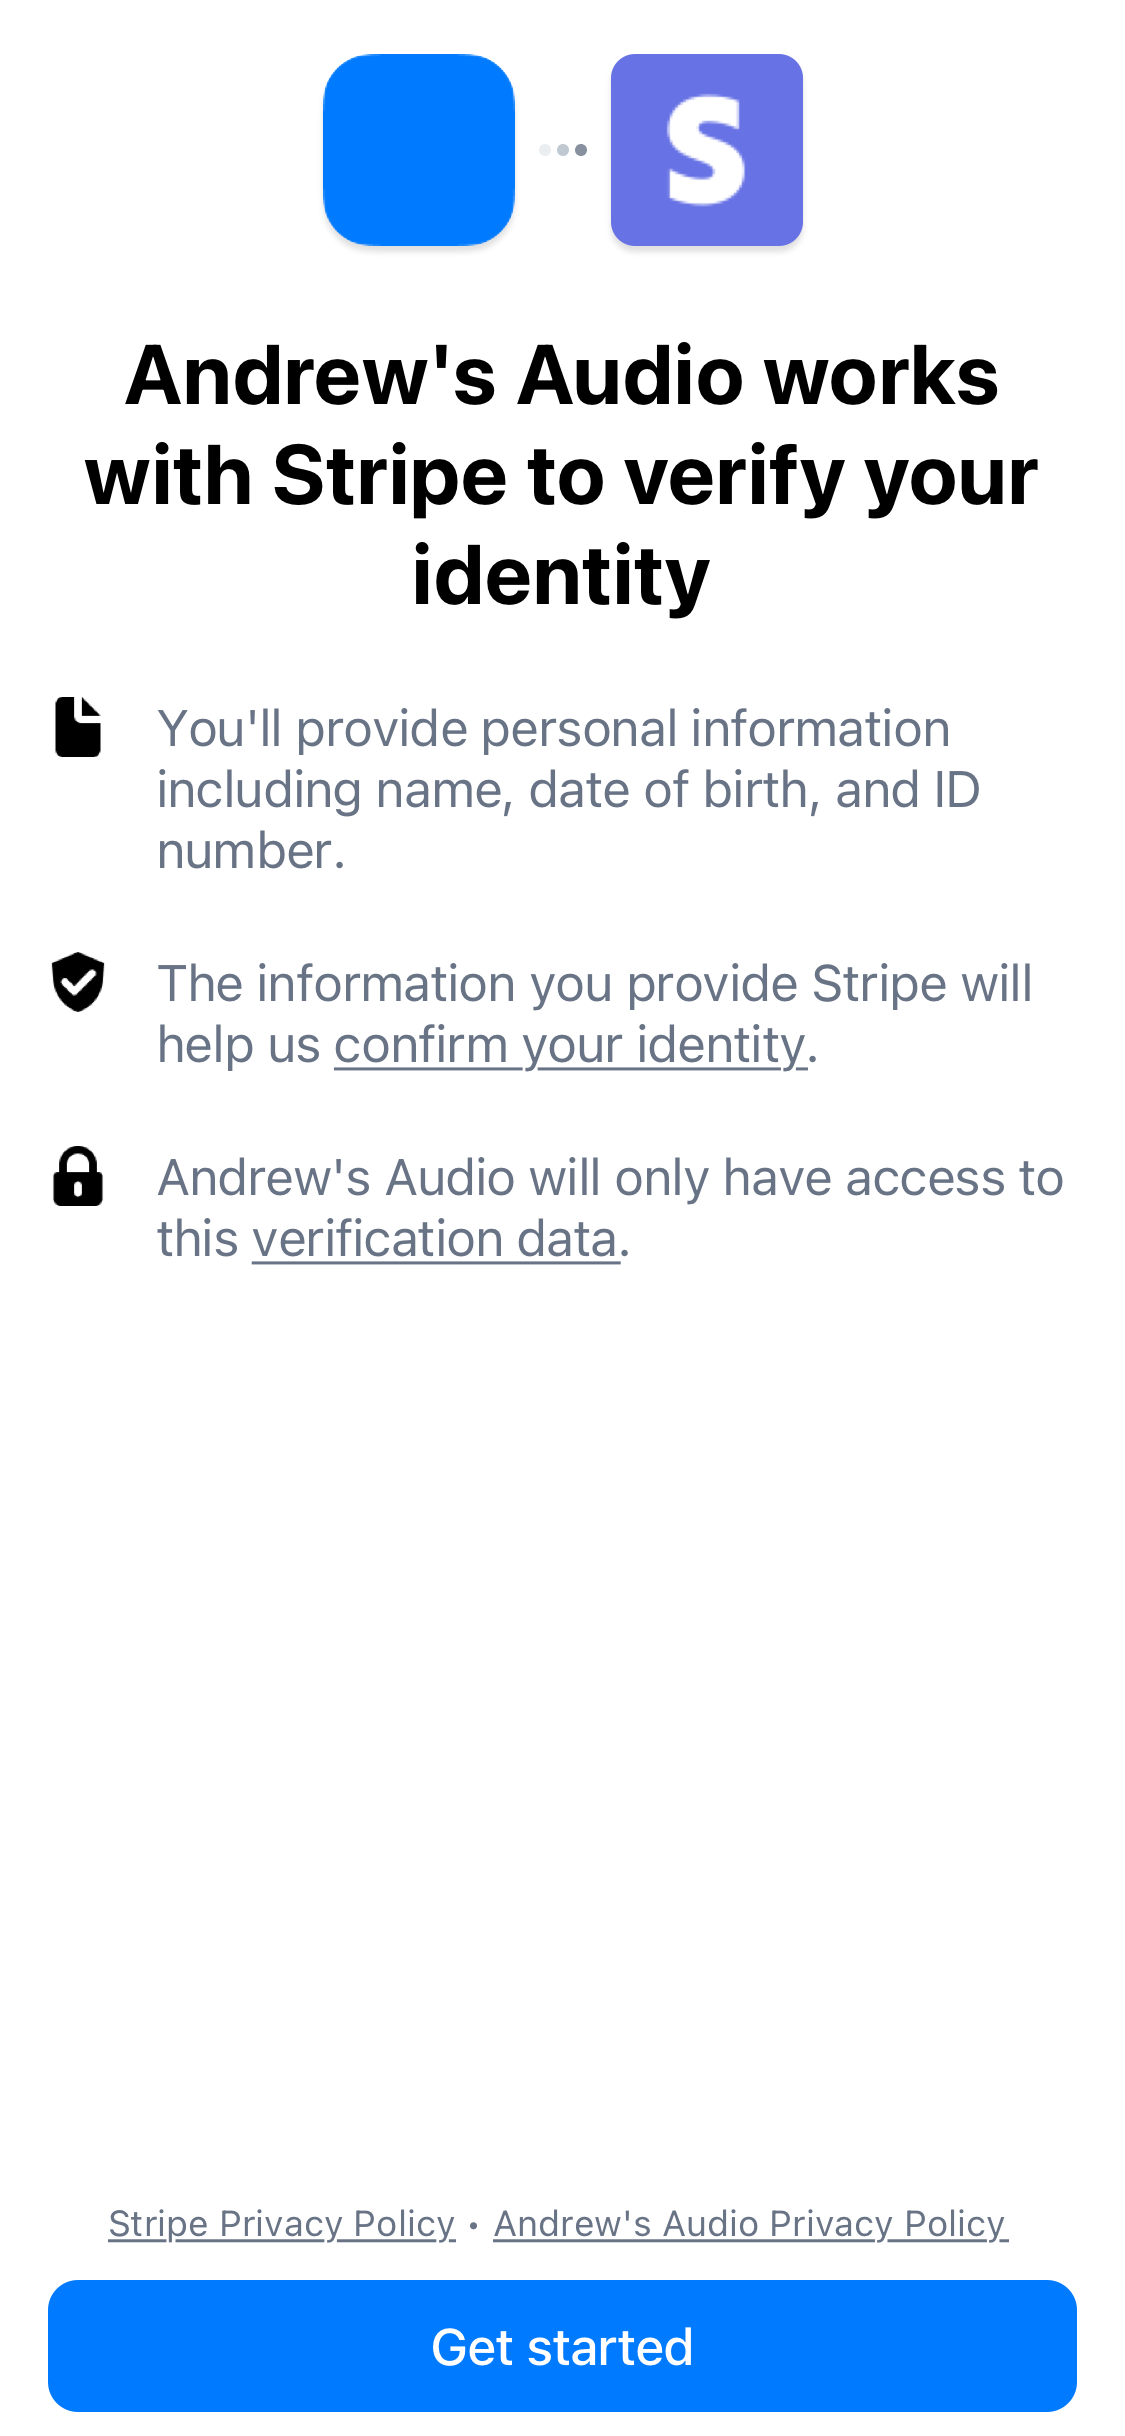 S
Andrew's Audio works
with Stripe to verify your
identity
You'll provide personal information
including name, date of birth, and ID
number.
The information you provide Stripe will
help us confirm your identity.
Andrew's Audio will only have access to
this verification data.
Stripe Privacy Policy • Andrew's Audio Privacy Policy
Get started